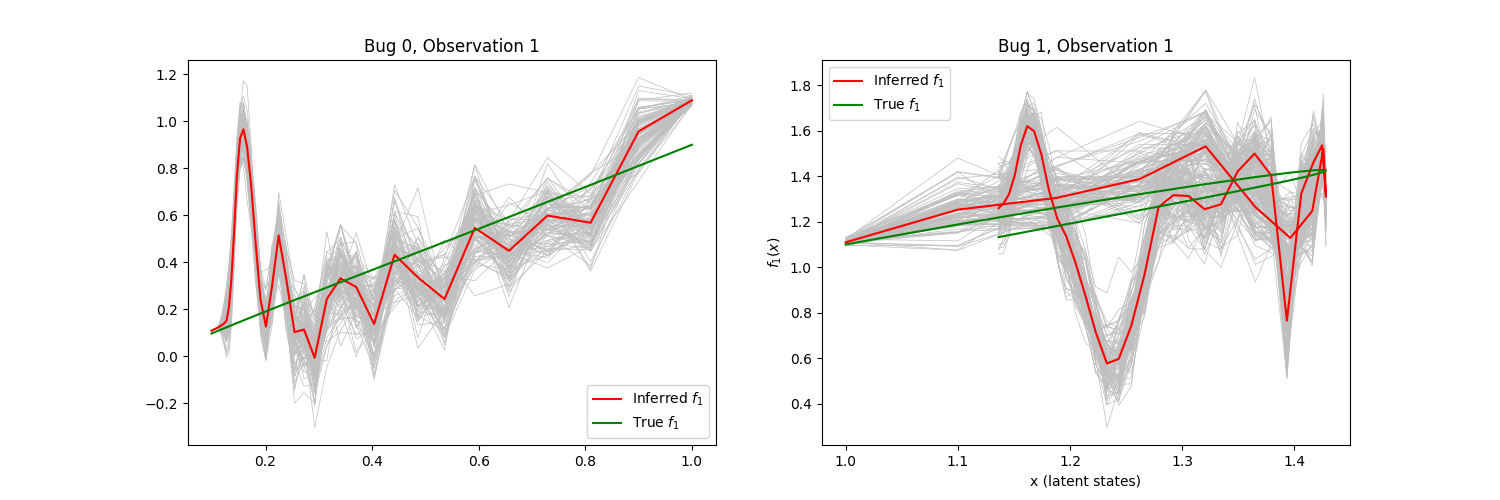 Bug 0, Observation 1
1.2
1.0
0.8
0.6
0.4
0.2
0.0
−0.2
0.2 0.4 0.6 0.8 1.0
Inferred f₁
True f₁
Bug 1, Observation 1
Inferred f₁
True f₁
f₁(x)
1.8
1.6
1.4
1.2
1.0
0.8
0.6
0.4
1.0 1.1 1.2 1.3 1.4
x (latent states)